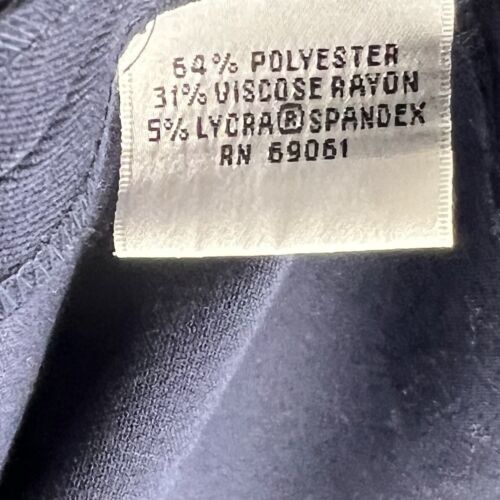 64% POLYESTER
31% VISCOSE RAYON
5% LYCRA® SPANDEX
RN 69061